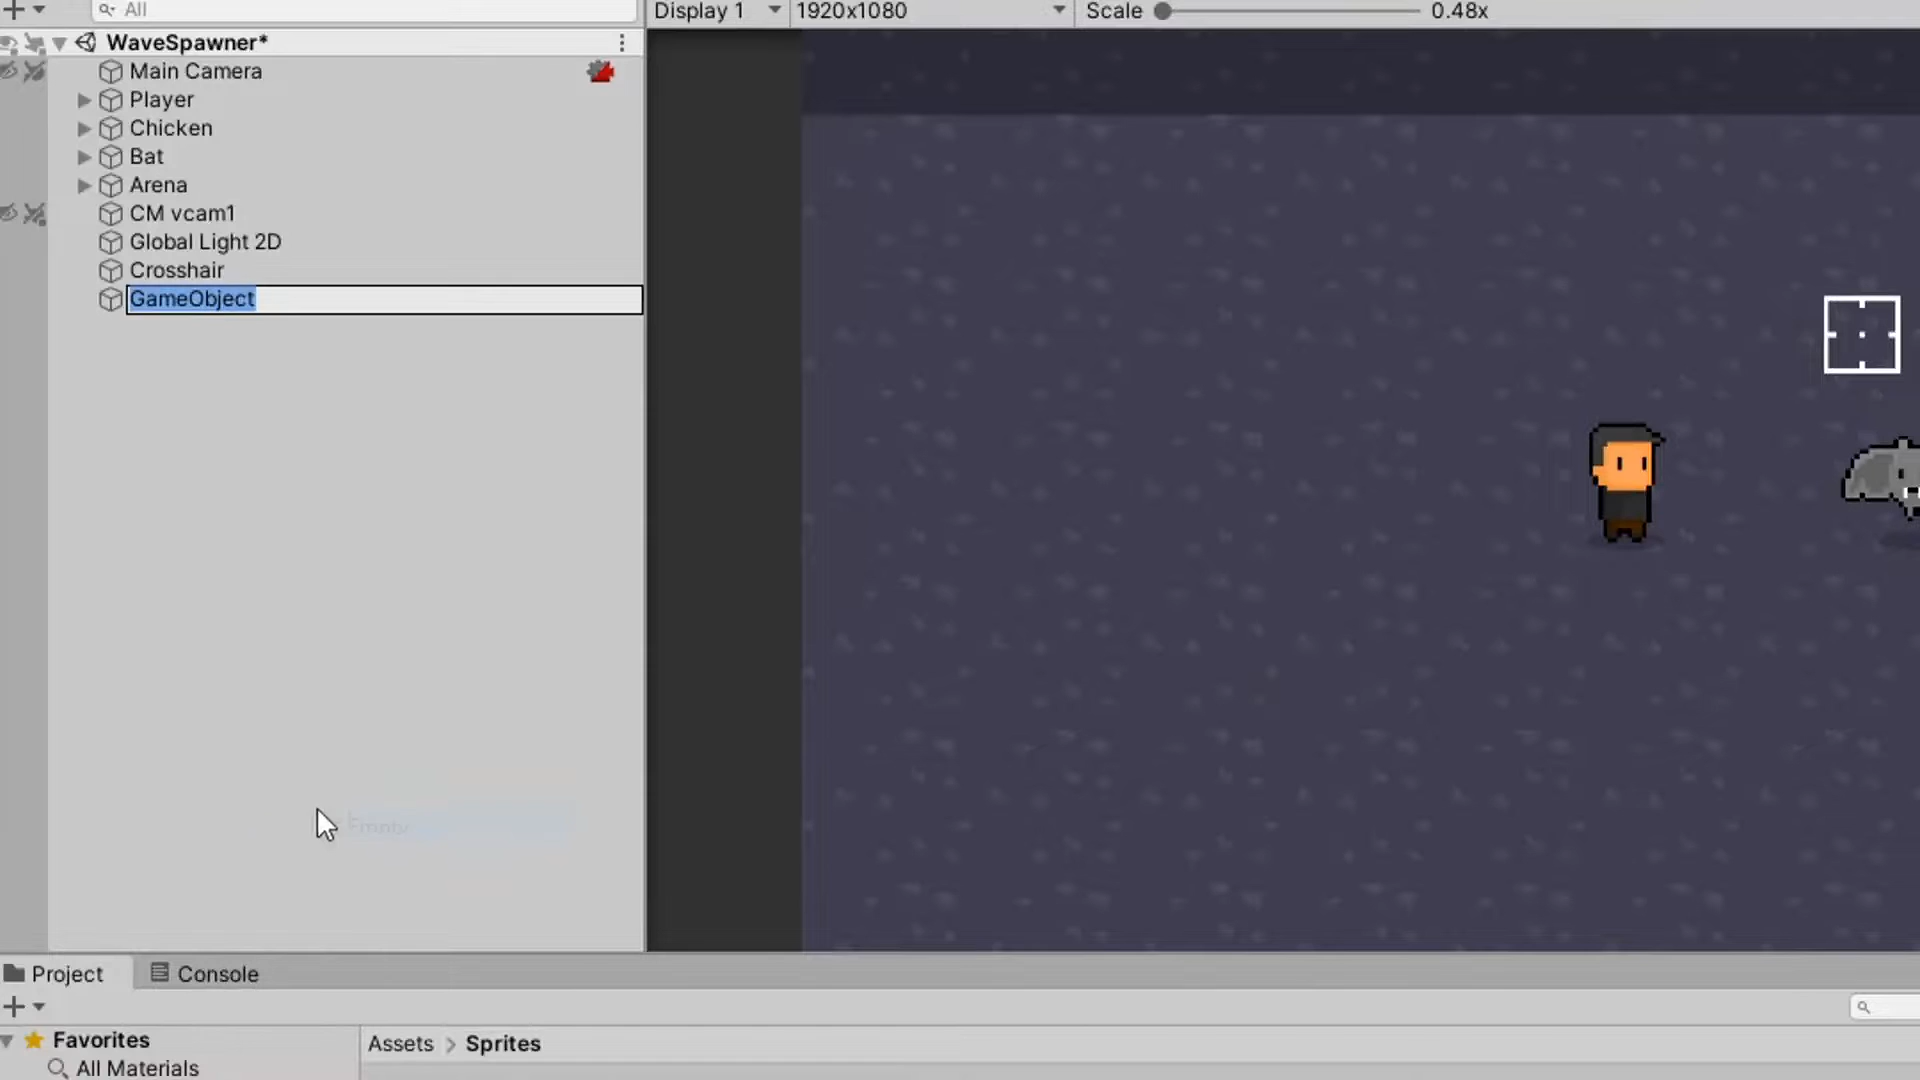 All
Display 1 1920x1080 Scale 0.48x
WaveSpawner*
Main Camera
Player
Chicken
Bat
Arena
CM vcam1
Global Light 2D
Crosshair
GameObject
Empty
Project Console
Favorites
Assets > Sprites
All Materials